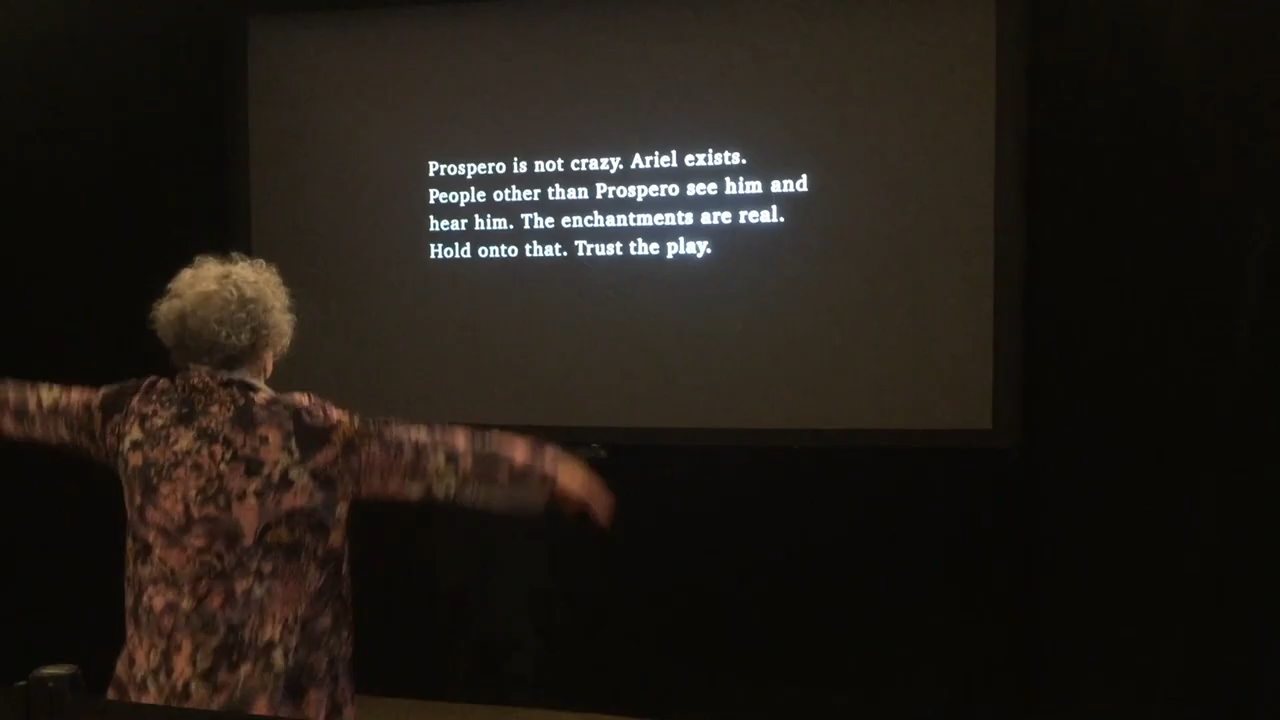 Prospero is not crazy. Ariel exists.
People other than Prospero see him and
hear him. The enchantments are real.
Hold onto that. Trust the play.